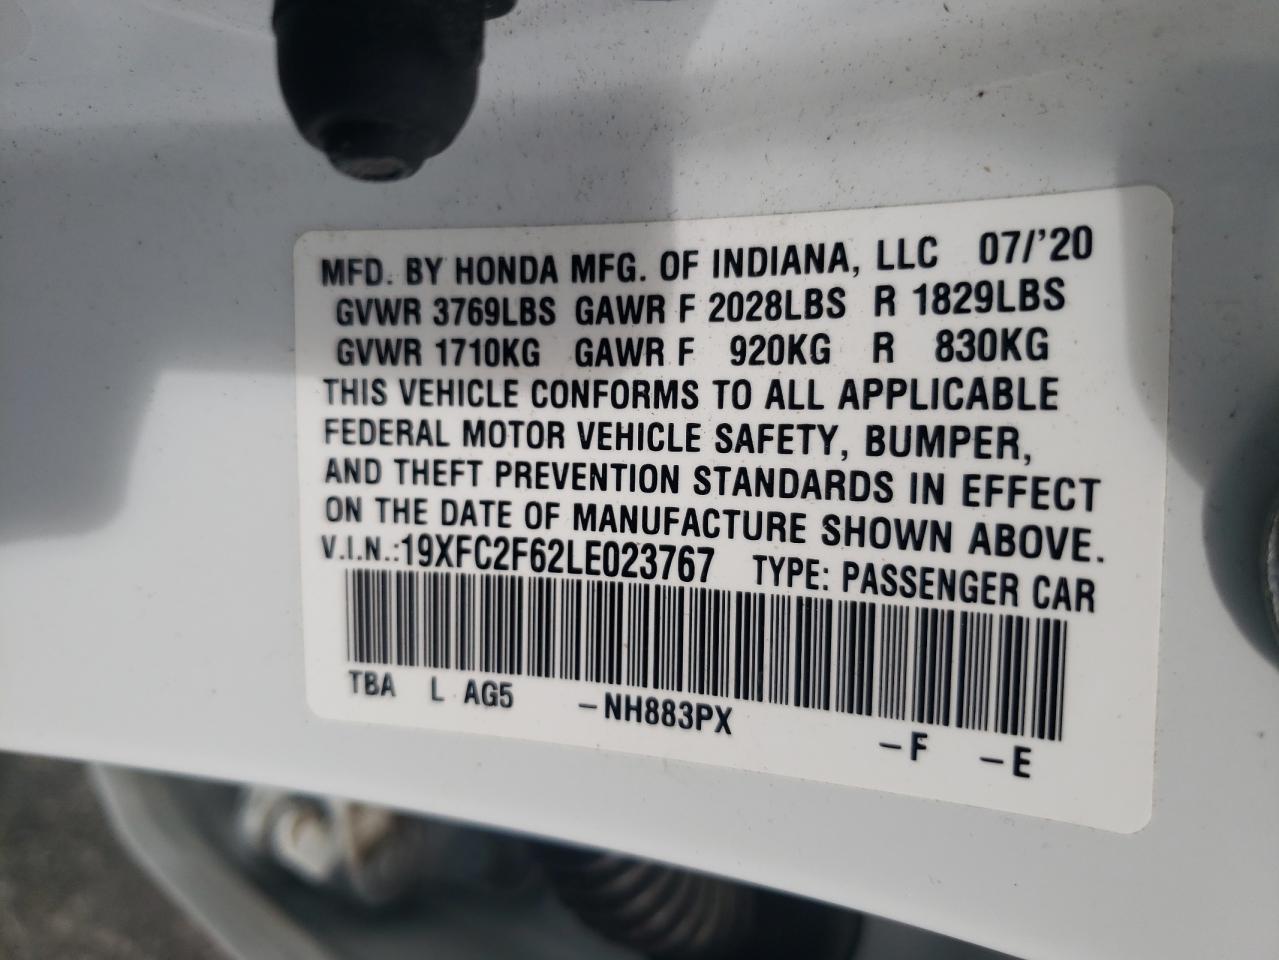 MFD. BY HONDA MFG. OF INDIANA, LLC 07/'20
GVWR 3769LBS GAWR F 2028LBS R 1829LBS
GVWR 1710KG GAWR F 920KG R 830KG
THIS VEHICLE CONFORMS TO ALL APPLICABLE
FEDERAL MOTOR VEHICLE SAFETY, BUMPER,
AND THEFT PREVENTION STANDARDS IN EFFECT
ON THE DATE OF MANUFACTURE SHOWN ABOVE.
V.I.N.:19XFC2F62LE023767 TYPE: PASSENGER CAR
TBA L AG5 -NH883PX -F -E